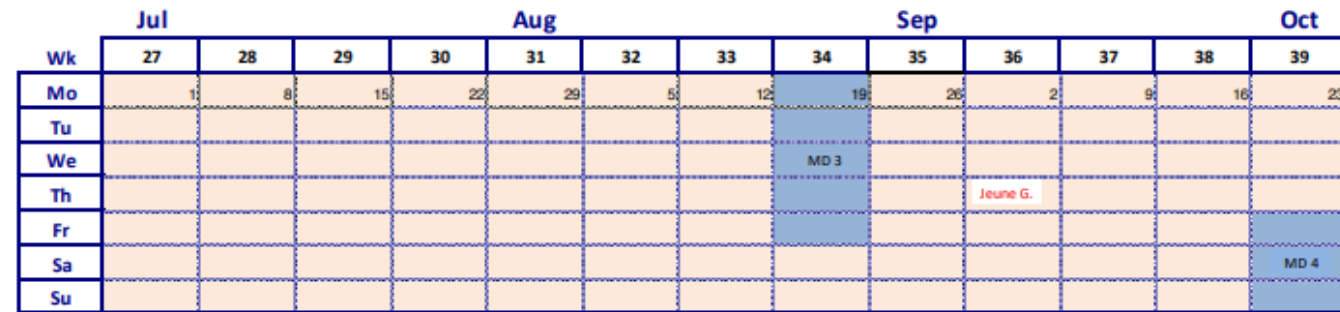 Jul Aug Sep Oct
Wk 27 28 29 30 31 32 33 34 35 36 37 38 39
Mo 1 8 15 22 29 5 12 19 26 2 9 16 23
Tu
We MD 3
Th Jeune G.
Fr
Sa MD 4
Su